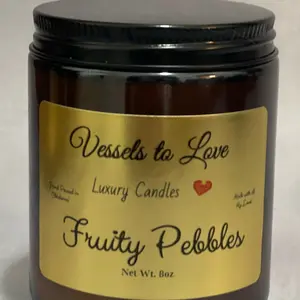 Vessels to Love
Luxury Candles
Fruity Pebbles
Net Wt. 8oz